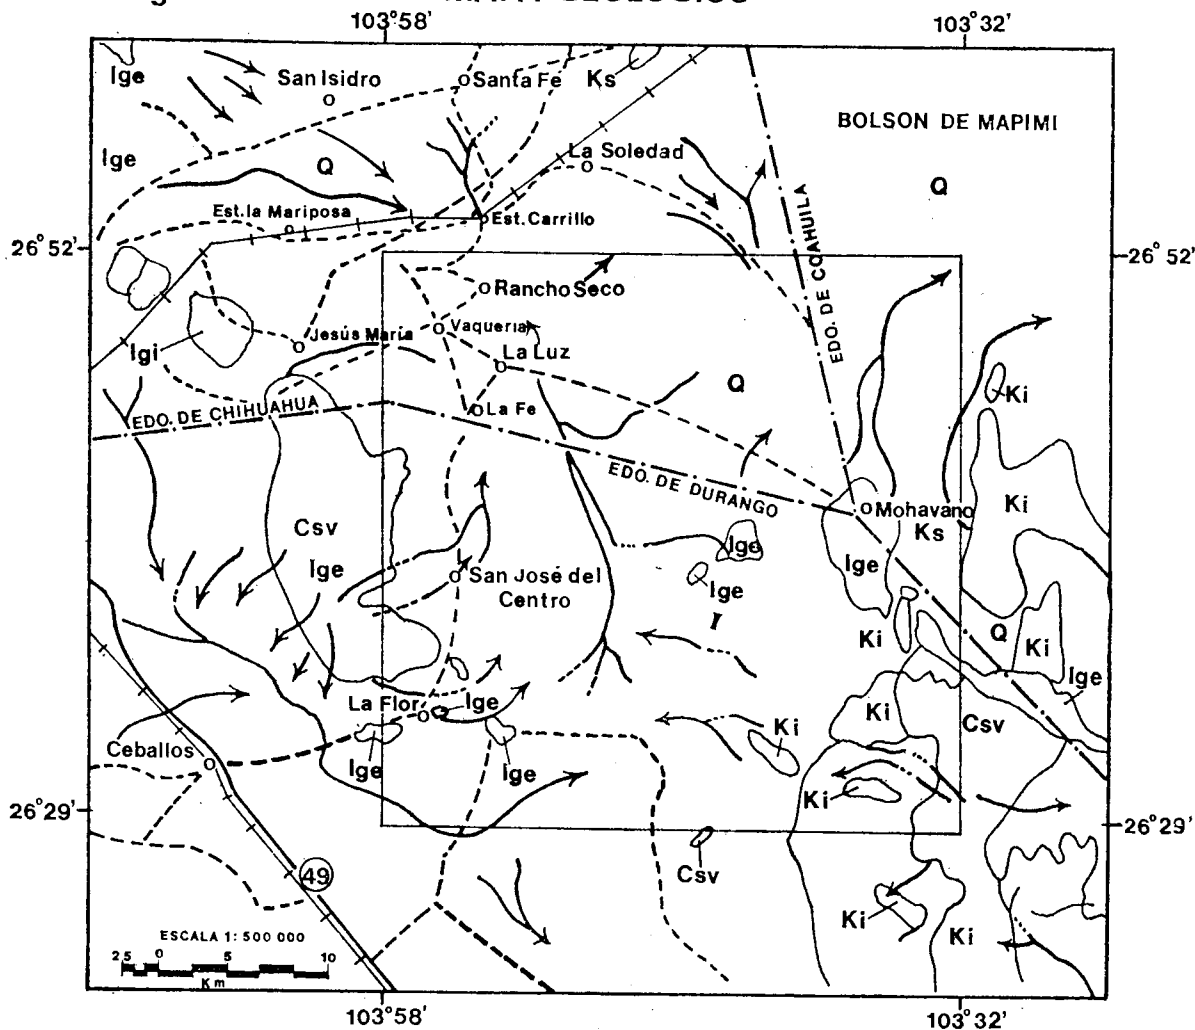 103°58'
103°32'
Ige
San Isidro
Santa Fe
Ks
BOLSON DE MAPIMI
Ige
Q
La Soledad
Q
Est. la Mariposa
Est. Carrillo
EDO. DE COAHUILA
26°52'
26°52'
Rancho Seco
Jesús María
Vaqueria
Igi
La Luz
Q
Ki
EDO. DE CHIHUAHUA
La Fe
EDO. DE DURANGO
Mohavano
Ki
Csv
Ks
Ige
Ige
Ige
San José del
Centro
Ige
Ki
Q
Ki
Ige
La Flor
Ige
Ki
Csv
Ki
Ceballos
Ige
Ige
Ki
26°29'
26°29'
Csv
49
Ki
Ki
ESCALA 1: 500 000
2.5 0 5 10
Km
103°58'
103°32'